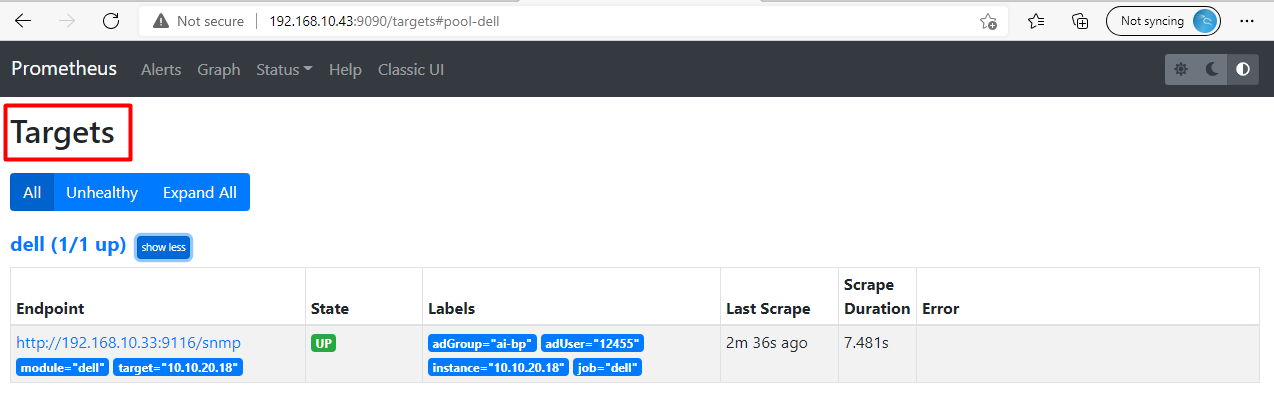 Not secure 192.168.10.43:9090/targets#pool-dell Not syncing
Prometheus Alerts Graph Status Help Classic UI
Targets
All Unhealthy Expand All
dell (1/1 up) show less
Endpoint State Labels Last Scrape Scrape Duration Error
http://192.168.10.33:9116/snmp UP adGroup="ai-bp" adUser="12455" 2m 36s ago 7.481s
module="dell" target="10.10.20.18" instance="10.10.20.18" job="dell"